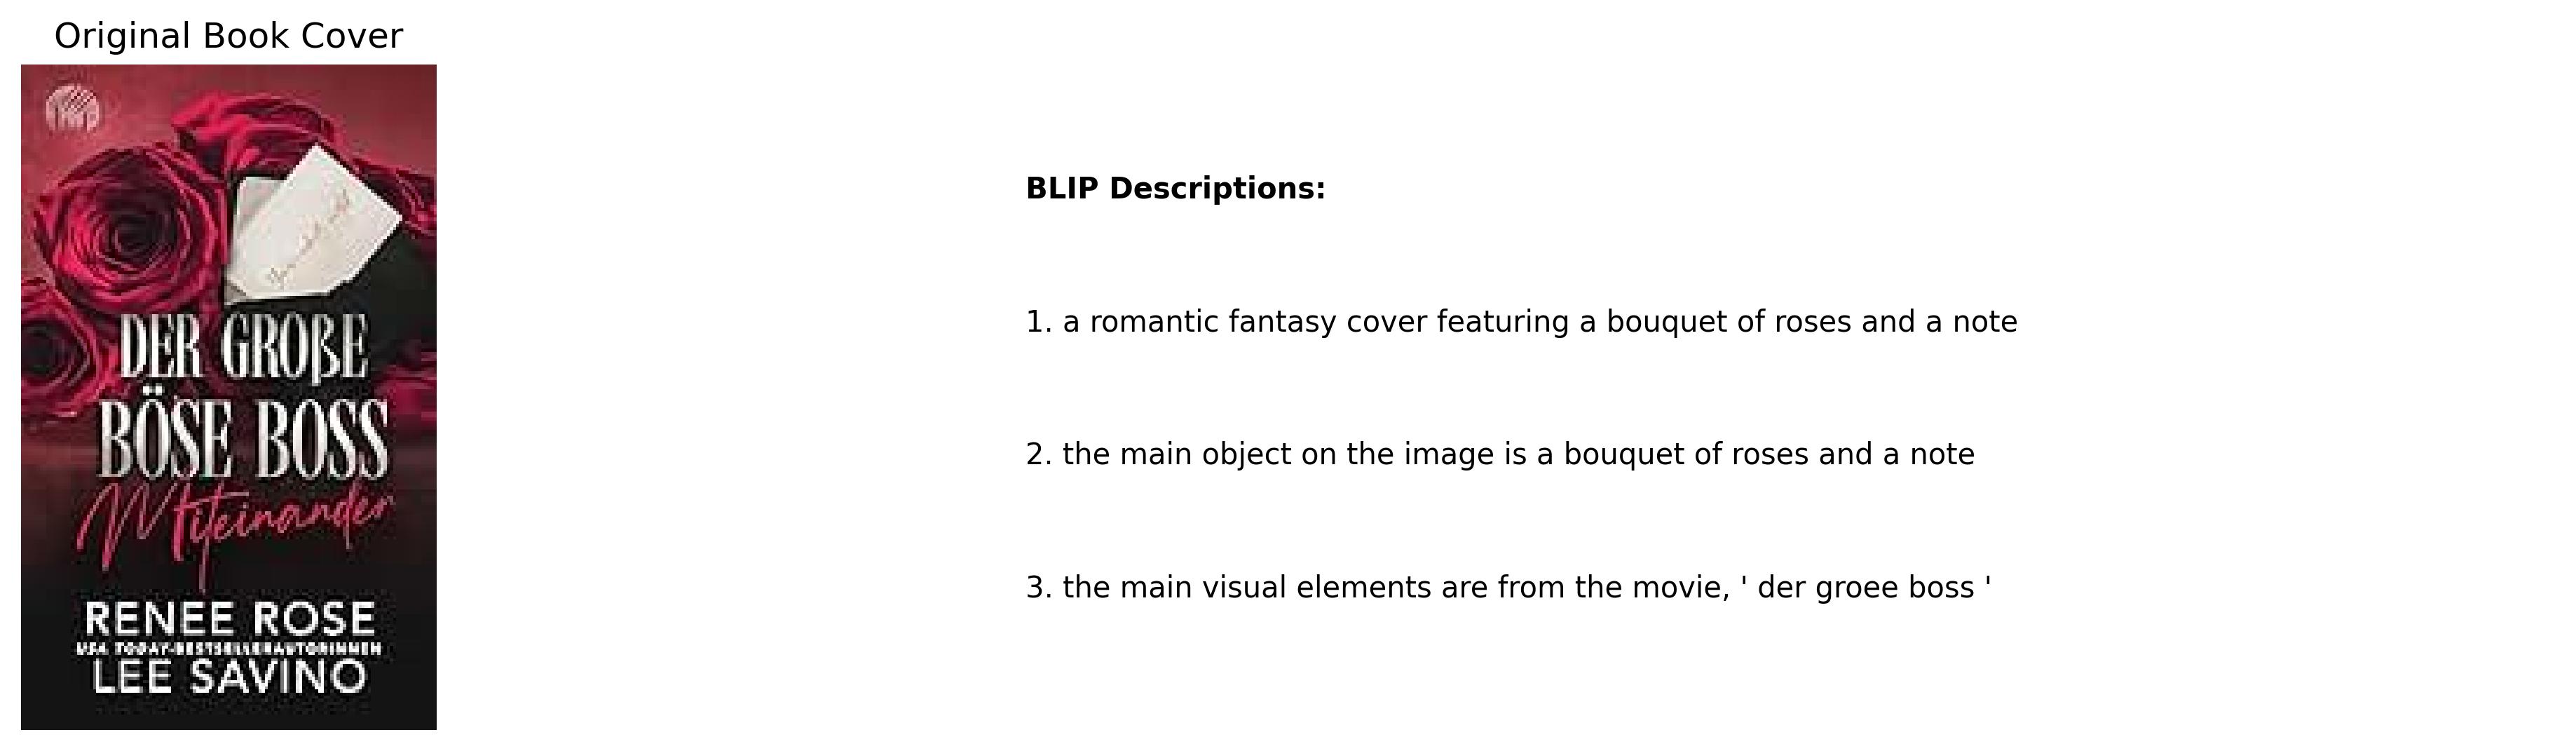 Original Book Cover
DER GROßE
BÖSE BOSS
Miteinander
RENEE ROSE
USA TODAY-BESTSELLERAUTORINNEN
LEE SAVINO
BLIP Descriptions:
1. a romantic fantasy cover featuring a bouquet of roses and a note
2. the main object on the image is a bouquet of roses and a note
3. the main visual elements are from the movie, ' der groee boss '